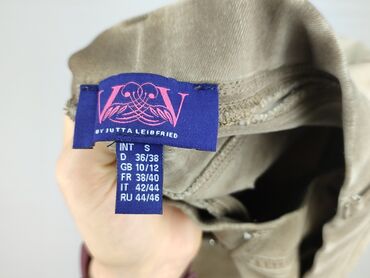 V V
BY JUTTA LEIBFRIED
INT S
D 36/38
GB 10/12
FR 38/40
IT 42/44
RU 44/46